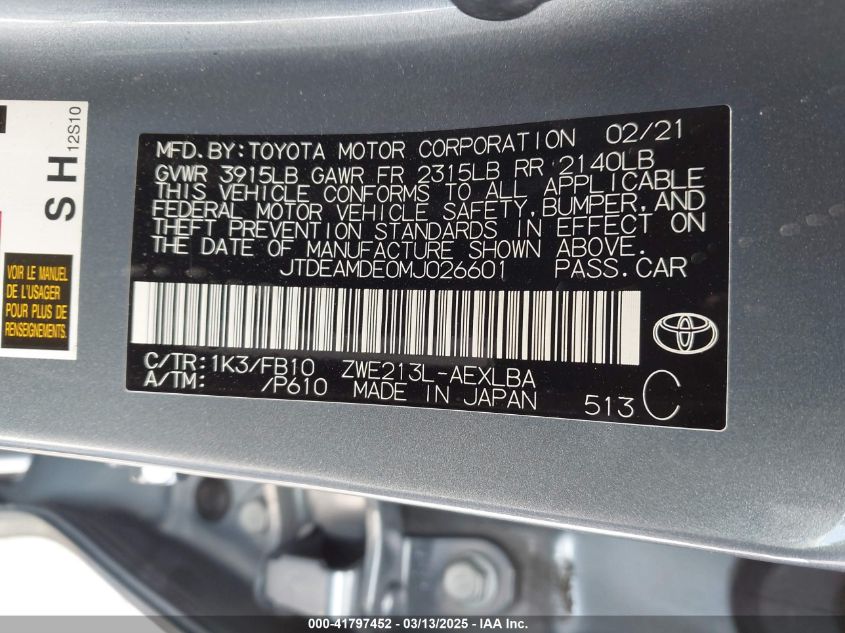 SH
12S10
VOIR LE MANUEL
DE L'USAGER
POUR PLUS DE
RENSEIGNEMENTS.
MFD.BY:TOYOTA MOTOR CORPORATION 02/21
GVWR 3915LB GAWR FR 2315LB RR 2140LB
THIS VEHICLE CONFORMS TO ALL APPLICABLE
FEDERAL MOTOR VEHICLE SAFETY,BUMPER,AND
THEFT PREVENTION STANDARDS IN EFFECT ON
THE DATE OF MANUFACTURE SHOWN ABOVE.
JTDEAMDE0MJ026601 PASS.CAR
C/TR:1K3/FB10 ZWE213L-AEXLBA
A/TM: /P610 MADE IN JAPAN 513 C
000-41797452 — 03/13/2025 — IAA Inc.